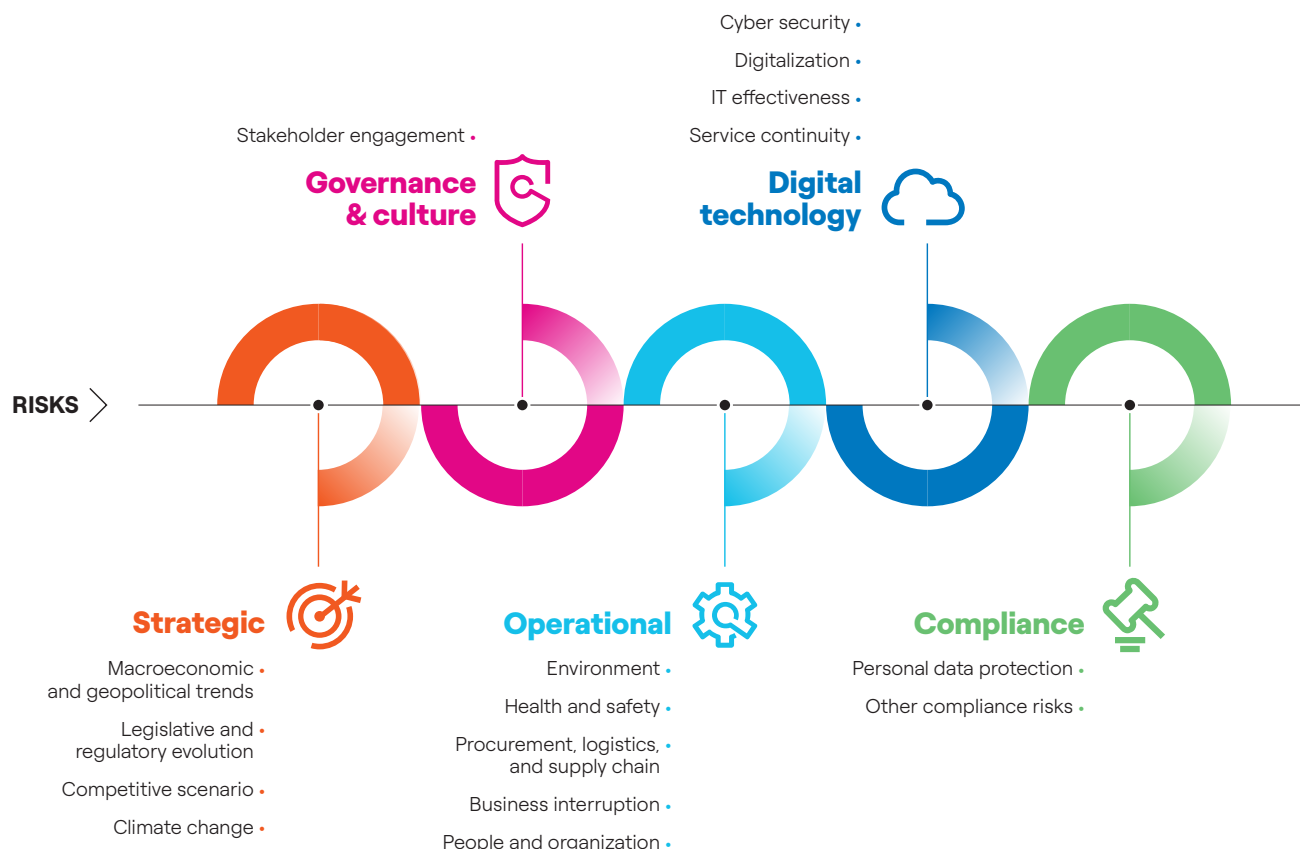 Cyber security •
Digitalization •
IT effectiveness •
Service continuity •
Stakeholder engagement •
Governance
& culture
Digital
technology
RISKS
Strategic
Macroeconomic •
and geopolitical trends
Legislative and •
regulatory evolution
Competitive scenario •
Climate change •
Operational
Environment •
Health and safety •
Procurement, logistics, •
and supply chain
Business interruption •
People and organization •
Compliance
Personal data protection •
Other compliance risks •